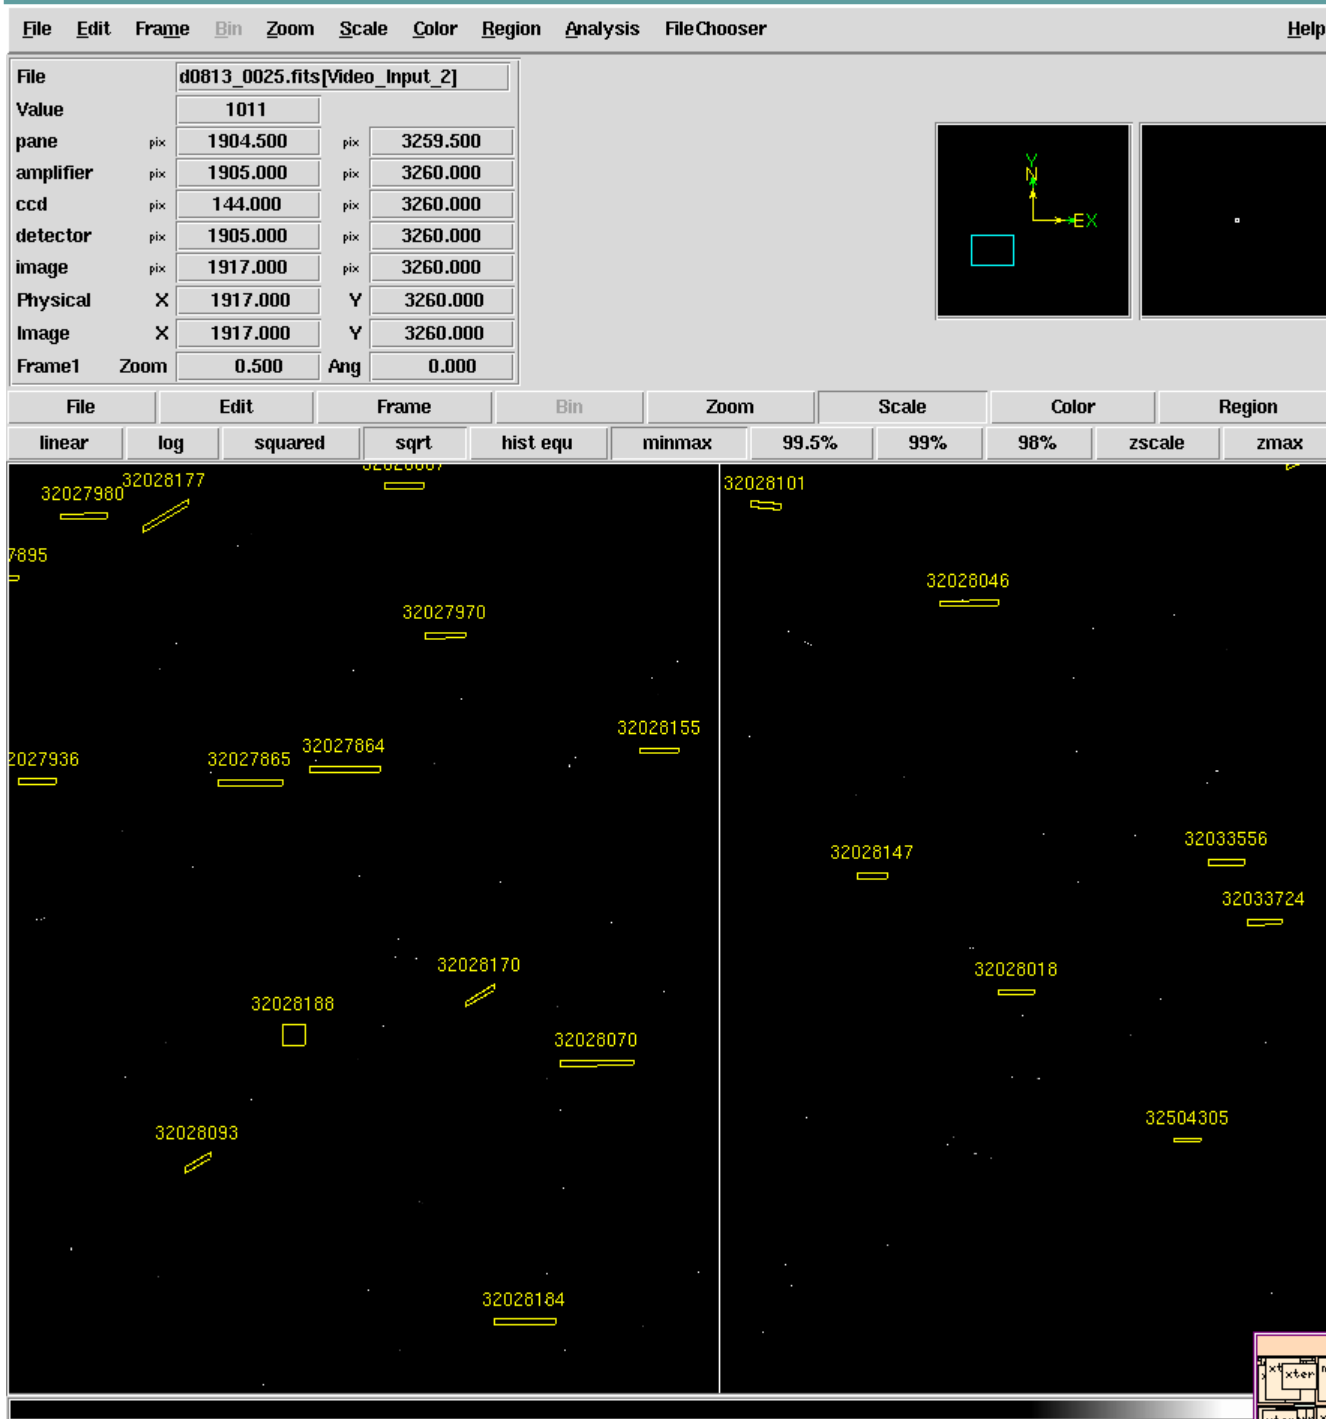 File Edit Frame Bin Zoom Scale Color Region Analysis FileChooser Help
File d0813_0025.fits[Video_Input_2]
Value 1011
pane pix 1904.500 pix 3259.500
amplifier pix 1905.000 pix 3260.000
ccd pix 144.000 pix 3260.000
detector pix 1905.000 pix 3260.000
image pix 1917.000 pix 3260.000
Physical X 1917.000 Y 3260.000
Image X 1917.000 Y 3260.000
Frame1 Zoom 0.500 Ang 0.000
Y
N
EX
File Edit Frame Bin Zoom Scale Color Region
linear log squared sqrt hist equ minmax 99.5% 99% 98% zscale zmax
32028177
32028101
32027980
7895
32028046
32027970
32028155
32027864
2027936
32027865
32033556
32028147
32033724
32028170
32028018
32028188
32028070
32504305
32028093
32028184
xter